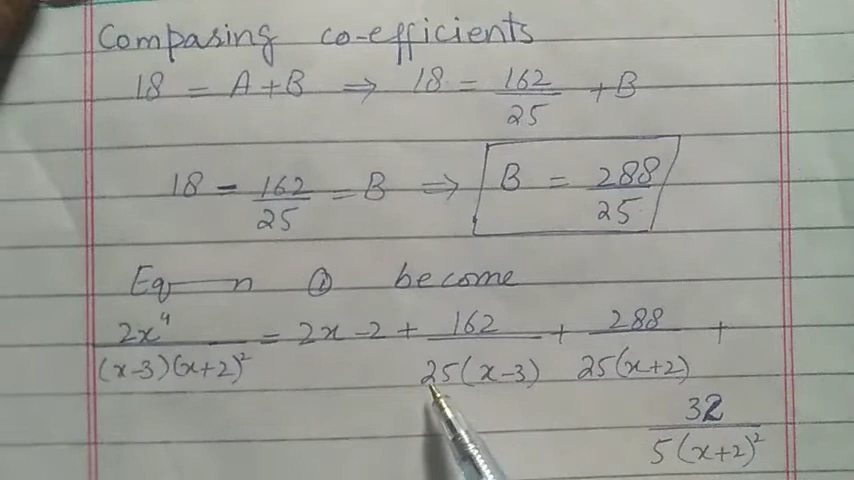 Comparing co-efficients
18 = A+B ⇒ 18 = 162/25 + B
18 - 162/25 = B ⇒ B = 288/25
Eq n ① become
2x⁴/(x-3)(x+2)² = 2x-2 + 162/25(x-3) + 288/25(x+2) +
32/5(x+2)²